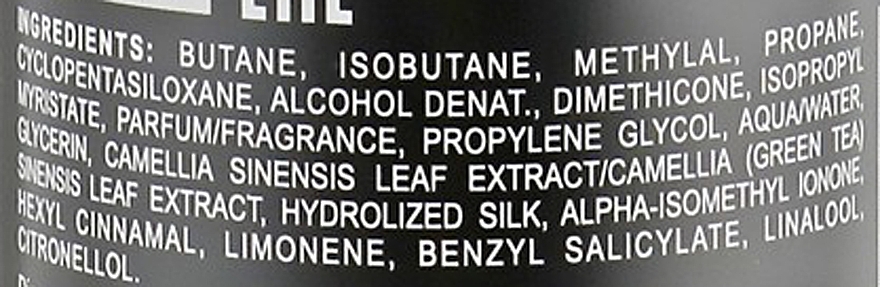 INGREDIENTS: BUTANE, ISOBUTANE, METHYLAL, PROPANE,
CYCLOPENTASILOXANE, ALCOHOL DENAT., DIMETHICONE, ISOPROPYL
MYRISTATE, PARFUM/FRAGRANCE, PROPYLENE GLYCOL, AQUA/WATER,
GLYCERIN, CAMELLIA SINENSIS LEAF EXTRACT/CAMELLIA (GREEN TEA)
SINENSIS LEAF EXTRACT, HYDROLIZED SILK, ALPHA-ISOMETHYL IONONE,
HEXYL CINNAMAL, LIMONENE, BENZYL SALICYLATE, LINALOOL,
CITRONELLOL.